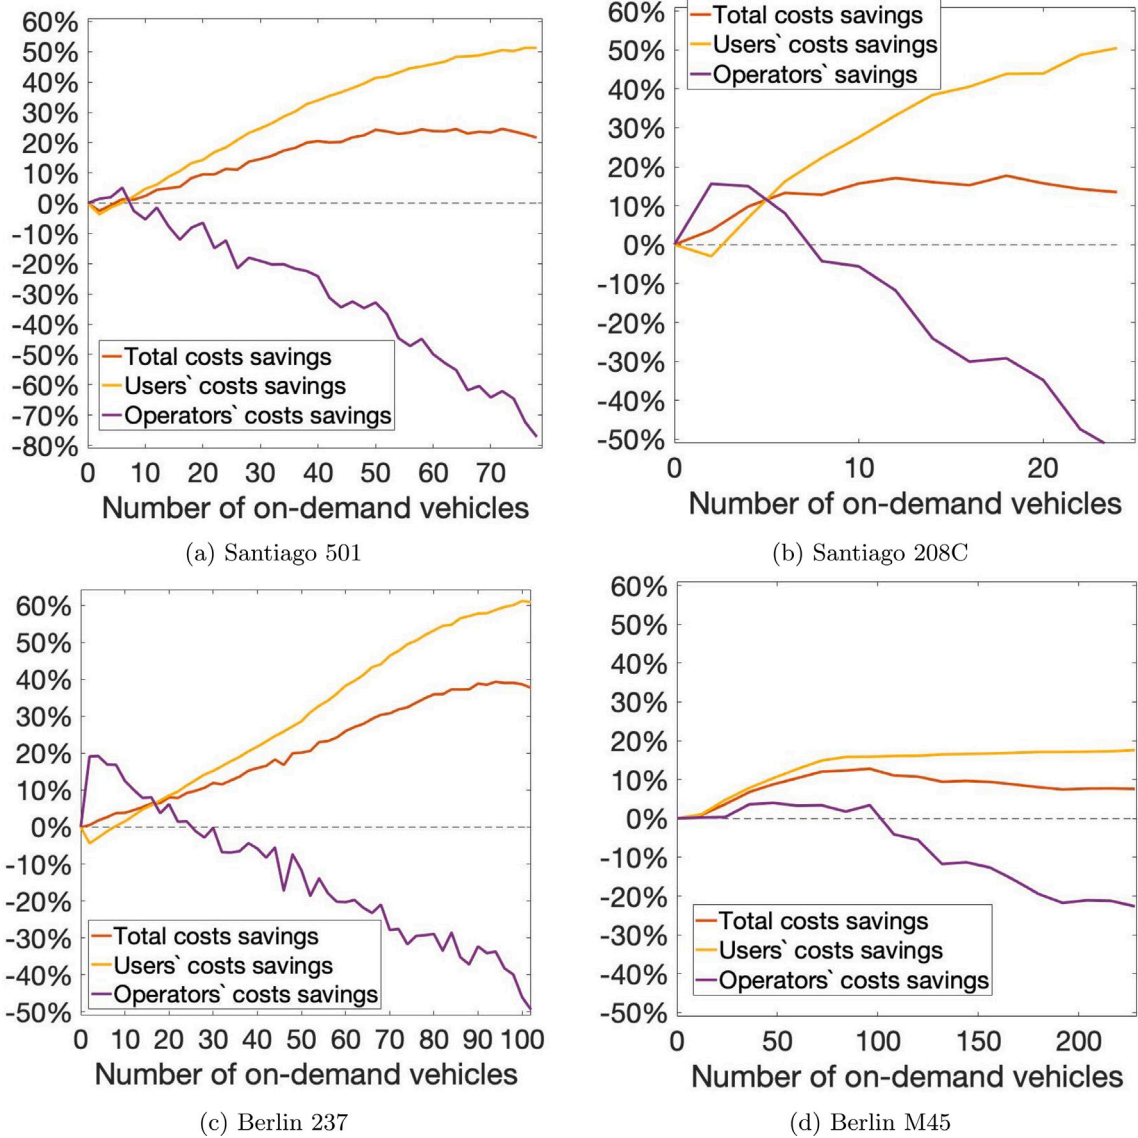 60%
50%
40%
30%
20%
10%
0%
-10%
-20%
-30%
-40%
-50%
-60%
-70%
-80%
Total costs savings
Users` costs savings
Operators` costs savings
0 10 20 30 40 50 60 70
Number of on-demand vehicles
(a) Santiago 501
60%
50%
40%
30%
20%
10%
0%
-10%
-20%
-30%
-40%
-50%
Total costs savings
Users` costs savings
Operators` savings
0 10 20
Number of on-demand vehicles
(b) Santiago 208C
60%
50%
40%
30%
20%
10%
0%
-10%
-20%
-30%
-40%
-50%
Total costs savings
Users` costs savings
Operators` costs savings
0 10 20 30 40 50 60 70 80 90 100
Number of on-demand vehicles
(c) Berlin 237
60%
50%
40%
30%
20%
10%
0%
-10%
-20%
-30%
-40%
-50%
Total costs savings
Users` costs savings
Operators` costs savings
0 50 100 150 200
Number of on-demand vehicles
(d) Berlin M45